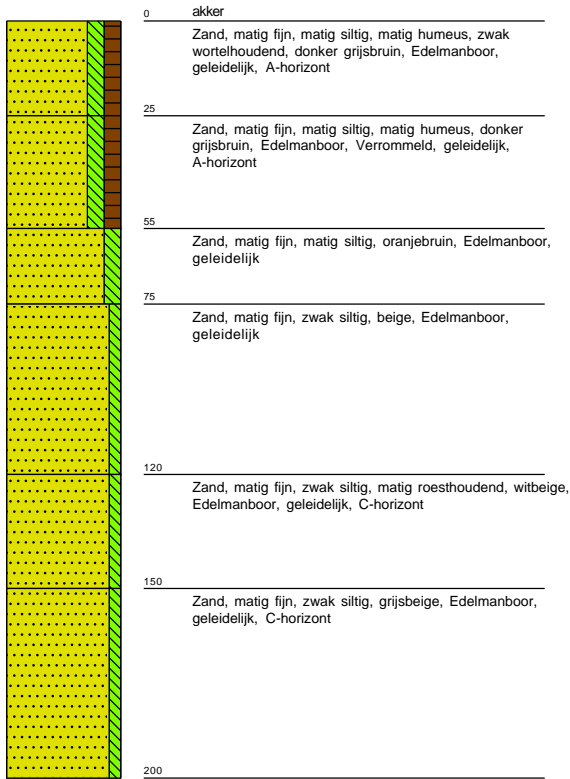 0 akker
Zand, matig fijn, matig siltig, matig humeus, zwak
wortelhoudend, donker grijsbruin, Edelmanboor,
geleidelijk, A-horizont
25
Zand, matig fijn, matig siltig, matig humeus, donker
grijsbruin, Edelmanboor, Verrommeld, geleidelijk,
A-horizont
55
Zand, matig fijn, matig siltig, oranjebruin, Edelmanboor,
geleidelijk
75
Zand, matig fijn, zwak siltig, beige, Edelmanboor,
geleidelijk
120
Zand, matig fijn, zwak siltig, matig roesthoudend, witbeige,
Edelmanboor, geleidelijk, C-horizont
150
Zand, matig fijn, zwak siltig, grijsbeige, Edelmanboor,
geleidelijk, C-horizont
200